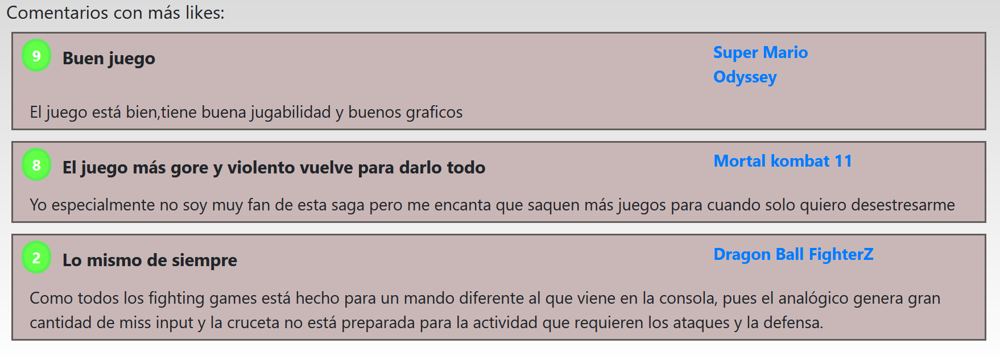 Comentarios con más likes:
9
Buen juego
Super Mario
Odyssey
El juego está bien,tiene buena jugabilidad y buenos graficos
8
El juego más gore y violento vuelve para darlo todo
Mortal kombat 11
Yo especialmente no soy muy fan de esta saga pero me encanta que saquen más juegos para cuando solo quiero desestresarme
2
Lo mismo de siempre
Dragon Ball FighterZ
Como todos los fighting games está hecho para un mando diferente al que viene en la consola, pues el analógico genera gran
cantidad de miss input y la cruceta no está preparada para la actividad que requieren los ataques y la defensa.